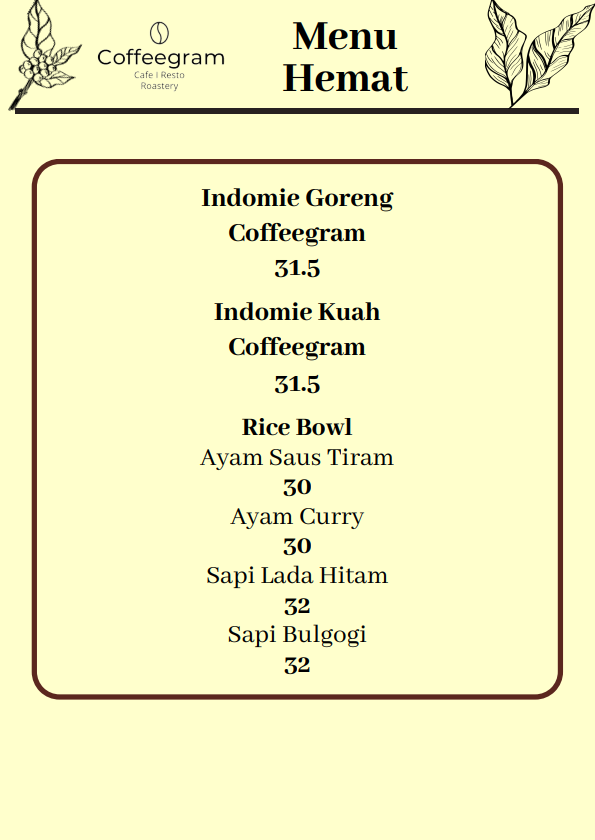 Coffeegram
Cafe I Resto
Roastery
Menu
Hemat
Indomie Goreng
Coffeegram
31.5
Indomie Kuah
Coffeegram
31.5
Rice Bowl
Ayam Saus Tiram
30
Ayam Curry
30
Sapi Lada Hitam
32
Sapi Bulgogi
32